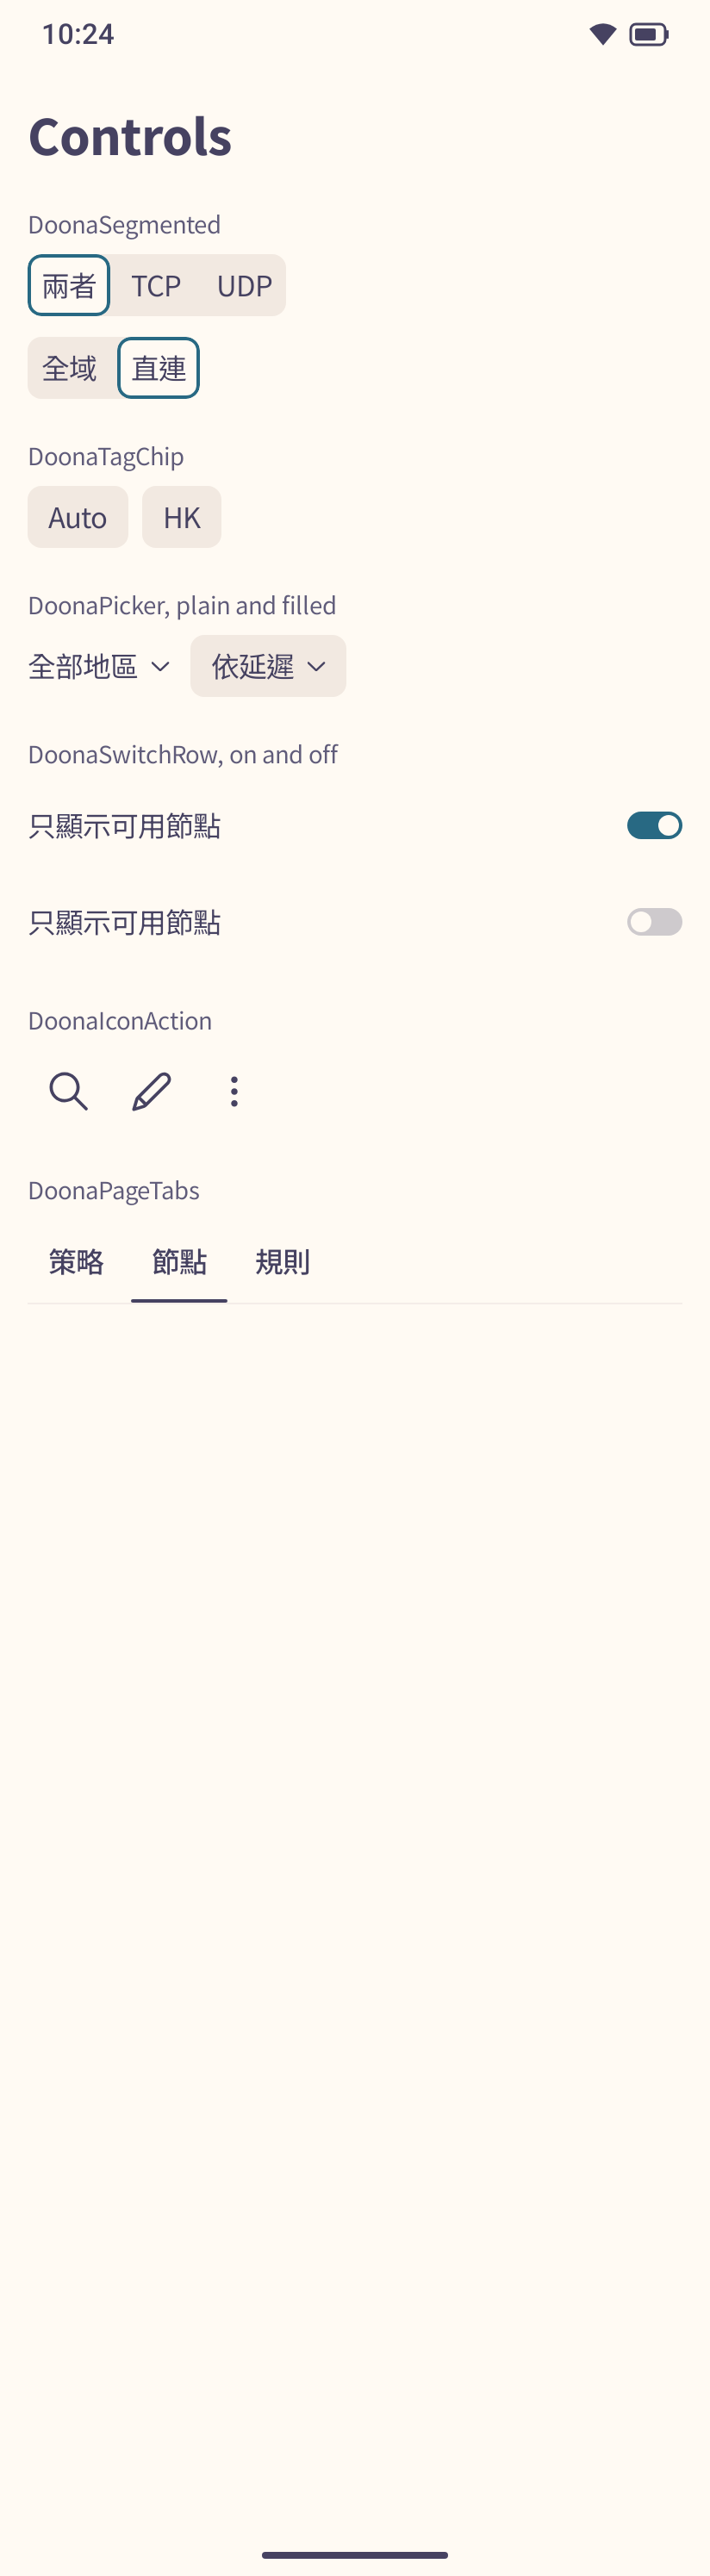 10:24
Controls
DoonaSegmented
兩者 TCP UDP
全域 直連
DoonaTagChip
Auto HK
DoonaPicker, plain and filled
全部地區 依延遲
DoonaSwitchRow, on and off
只顯示可用節點
只顯示可用節點
DoonaIconAction
DoonaPageTabs
策略 節點 規則